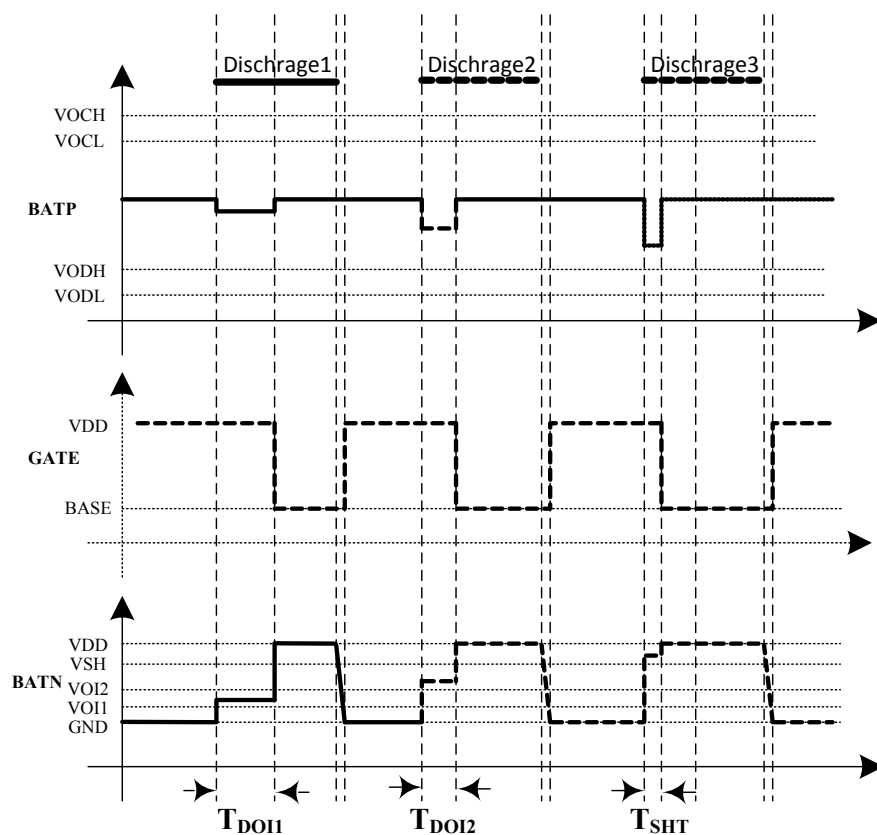 Dischrage1 Dischrage2 Dischrage3
VOCH
VOCL
BATP
VODH
VODL
VDD
GATE
BASE
VDD
VSH
BATN
VOI2
VOI1
GND
TDOI1 TDOI2 TSHT